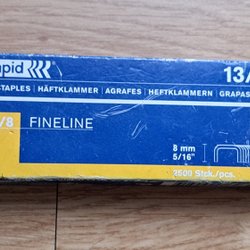 apid
13/
STAPLES | HÄFTKLAMMER | AGRAFES | HEFTKLAMMERN | GRAPAS
/8 FINELINE
8 mm
5/16"
2500 Stck./pcs.